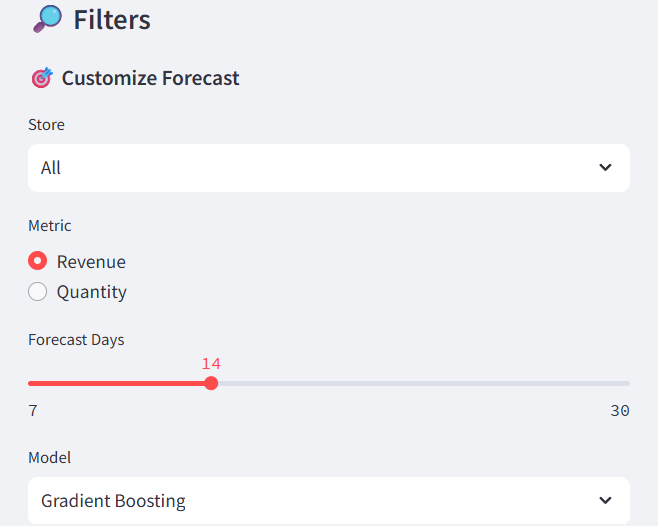 Filters
Customize Forecast
Store
All
Metric
Revenue
Quantity
Forecast Days
14
7 30
Model
Gradient Boosting